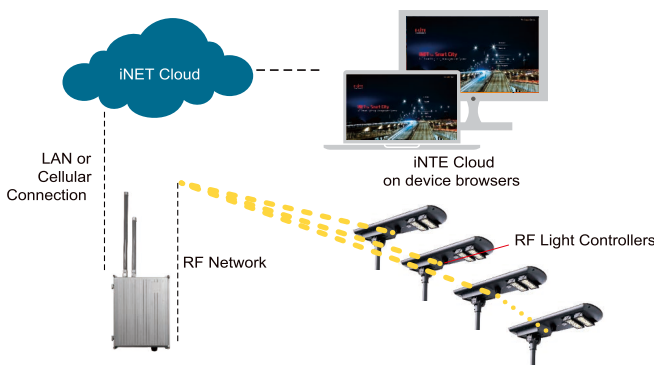 iNET Cloud
iNTE Cloud
on device browsers
LAN or
Cellular
Connection
RF Network
RF Light Controllers